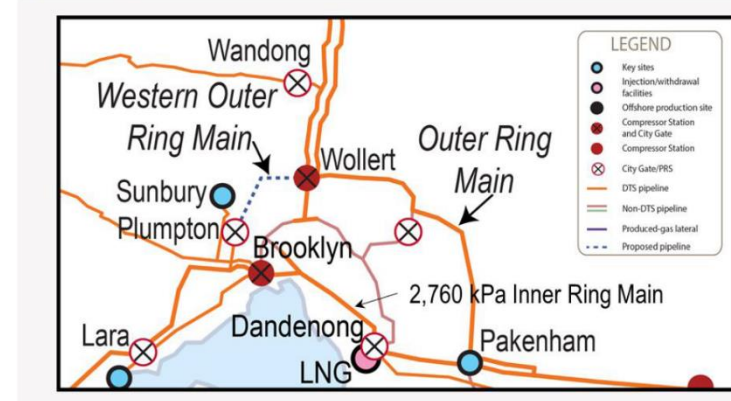 Wandong
Western Outer
Ring Main
Outer Ring
Main
Wollert
Sunbury
Plumpton
Brooklyn
2,760 kPa Inner Ring Main
Lara
Dandenong
LNG
Pakenham
LEGEND
Key sites
Injection/withdrawal
facilities
Offshore production site
Compressor Station
and City Gate
Compressor Station
City Gate/PRS
DTS pipeline
Non-DTS pipeline
Produced-gas lateral
Proposed pipeline